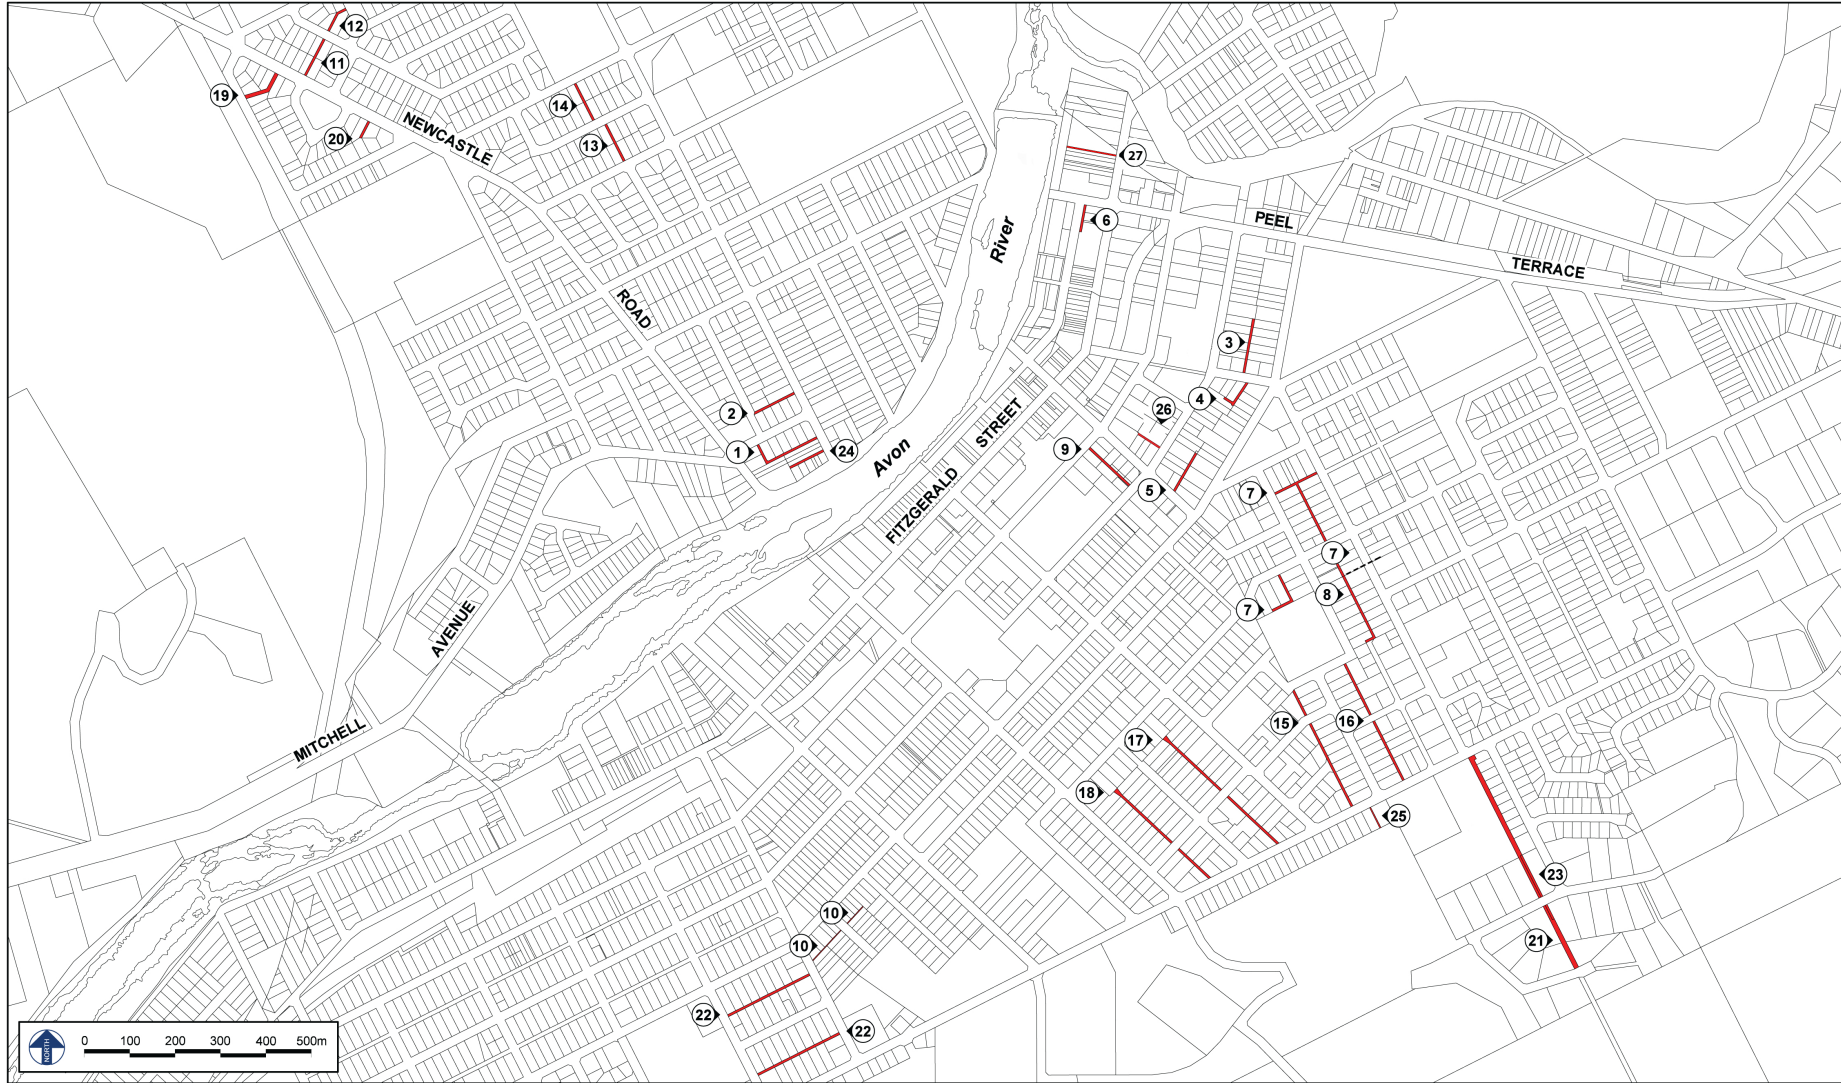 12
11
19
14
NEWCASTLE
20
13
27
6
River
PEEL
TERRACE
ROAD
3
4
2
26
STREET
1
24
9
Avon
5
7
FITZGERALD
7
8
7
AVENUE
15
16
MITCHELL
17
18
25
23
10
21
10
22
22
NORTH
0 100 200 300 400 500m